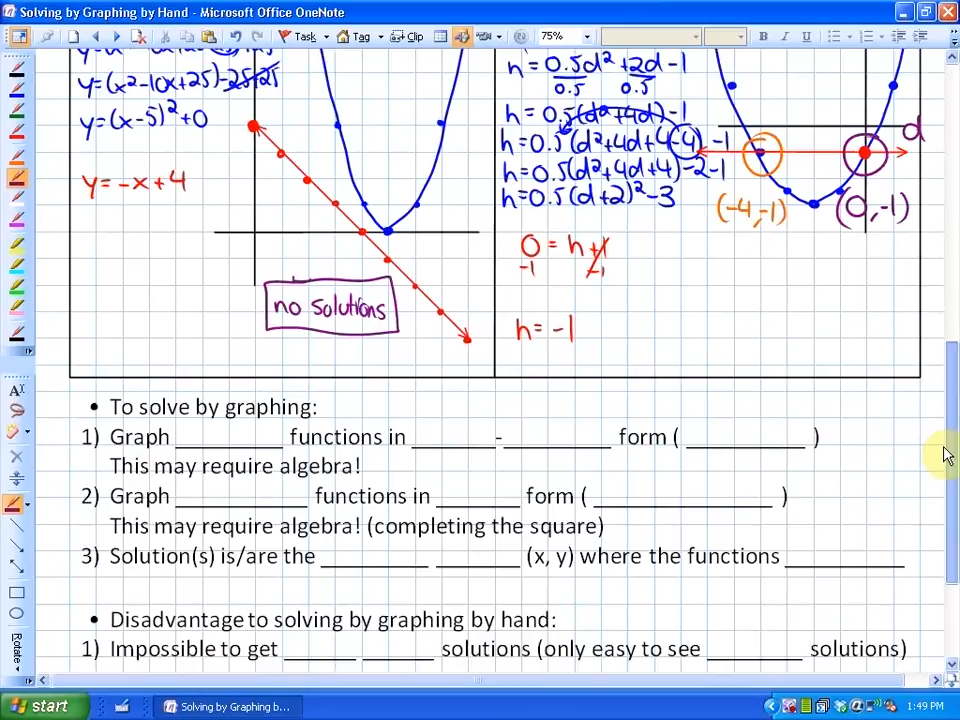 Solving by Graphing by Hand - Microsoft Office OneNote
Task Tag Clip 75% B I U
y=(x²-10x+25)-25+25
y=(x-5)²+0
y=-x+4
no solutions
h=0.5d²+2d-1
0.5 0.5
h=0.5(d²+4d)-1
h=0.5(d²+4d+4-4)-1
h=0.5(d²+4d+4)-2-1
h=0.5(d+2)²-3
d
(-4,-1) (0,-1)
0=h+1
-1 -1
h=-1
• To solve by graphing:
1) Graph __________ functions in ________-________ form ( ___________ )
This may require algebra!
2) Graph ____________ functions in ________ form ( ________________ )
This may require algebra! (completing the square)
3) Solution(s) is/are the __________ ________ (x, y) where the functions ___________
• Disadvantage to solving by graphing by hand:
1) Impossible to get _______ _______ solutions (only easy to see _________ solutions)
Rotate
start Solving by Graphing b... 1:49 PM